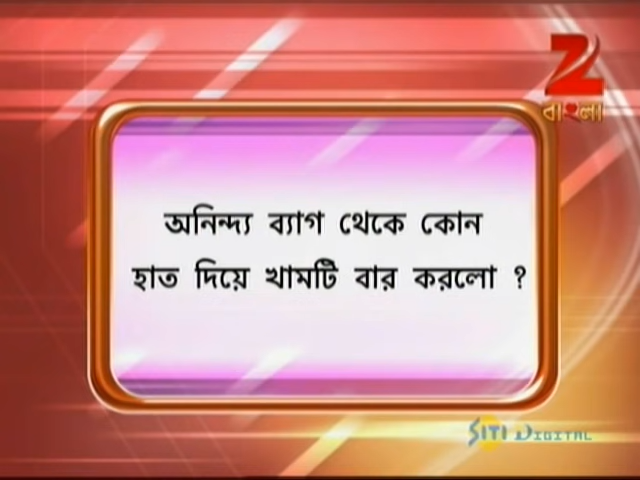 Z
বাংলা
অনিন্দ্য ব্যাগ থেকে কোন
হাত দিয়ে খামটি বার করলো ?
SITI DIGITAL